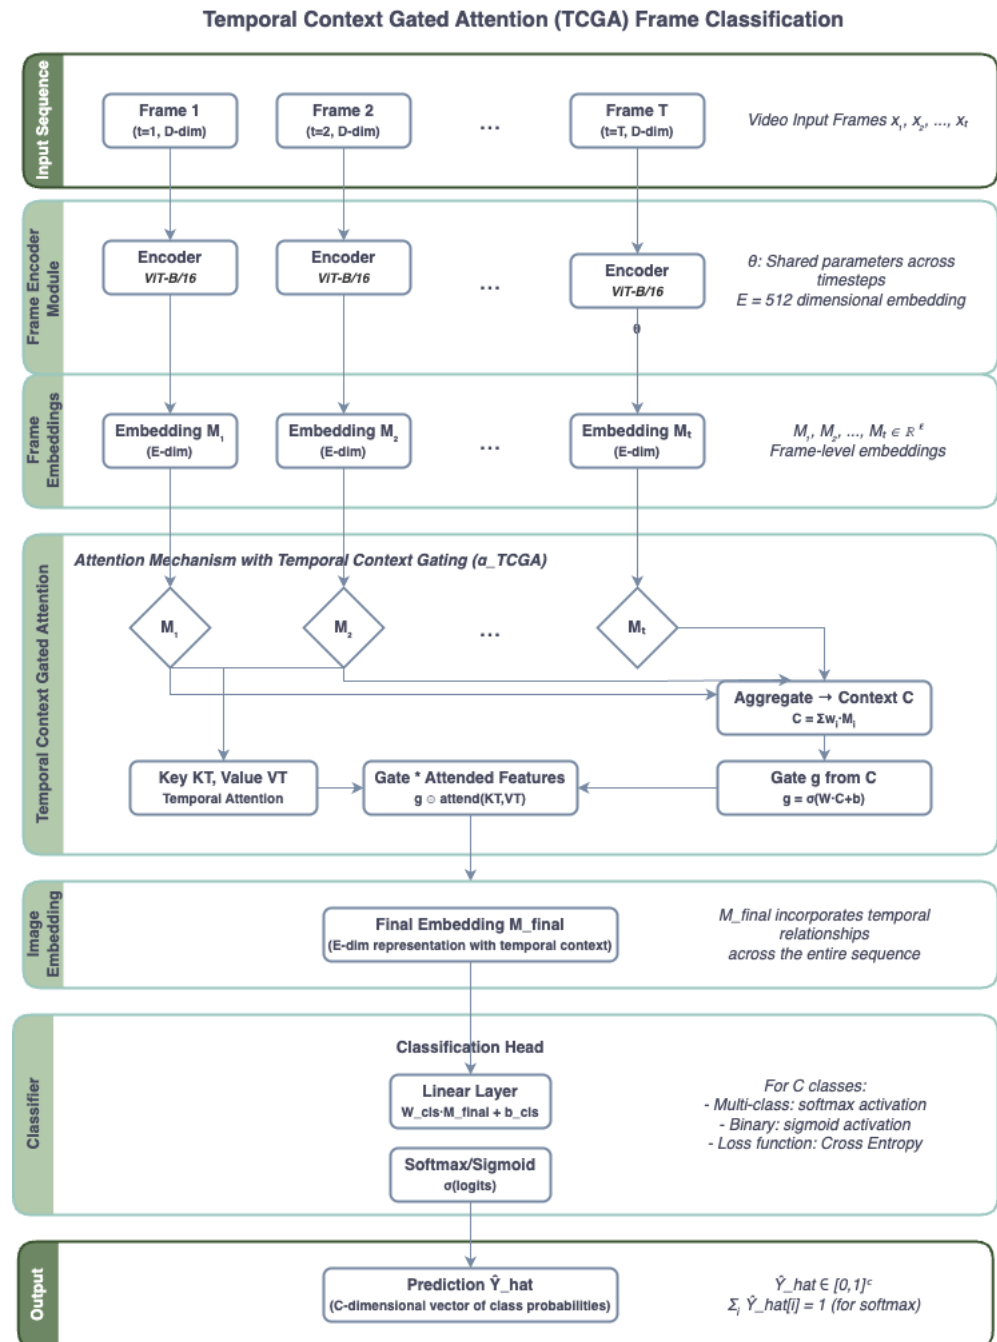 Temporal Context Gated Attention (TCGA) Frame Classification
Input Sequence
Frame 1
(t=1, D-dim)
Frame 2
(t=2, D-dim)
...
Frame T
(t=T, D-dim)
Video Input Frames x₁, x₂, ..., xₜ
Frame Encoder
Module
Encoder
ViT-B/16
Encoder
ViT-B/16
...
Encoder
ViT-B/16
θ
θ: Shared parameters across
timesteps
E = 512 dimensional embedding
Frame
Embeddings
Embedding M₁
(E-dim)
Embedding M₂
(E-dim)
...
Embedding Mₜ
(E-dim)
M₁, M₂, ..., Mₜ ∈ ℝ ᴱ
Frame-level embeddings
Temporal Context Gated Attention
Attention Mechanism with Temporal Context Gating (α_TCGA)
M₁
M₂
...
Mₜ
Aggregate → Context C
C = Σwᵢ·Mᵢ
Key KT, Value VT
Temporal Attention
Gate * Attended Features
g ⊙ attend(KT,VT)
Gate g from C
g = σ(W·C+b)
Image
Embedding
Final Embedding M_final
(E-dim representation with temporal context)
M_final incorporates temporal
relationships
across the entire sequence
Classifier
Classification Head
Linear Layer
W_cls·M_final + b_cls
Softmax/Sigmoid
σ(logits)
For C classes:
- Multi-class: softmax activation
- Binary: sigmoid activation
- Loss function: Cross Entropy
Output
Prediction Ŷ_hat
(C-dimensional vector of class probabilities)
Ŷ_hat ∈ [0,1]ᶜ
Σᵢ Ŷ_hat[i] = 1 (for softmax)